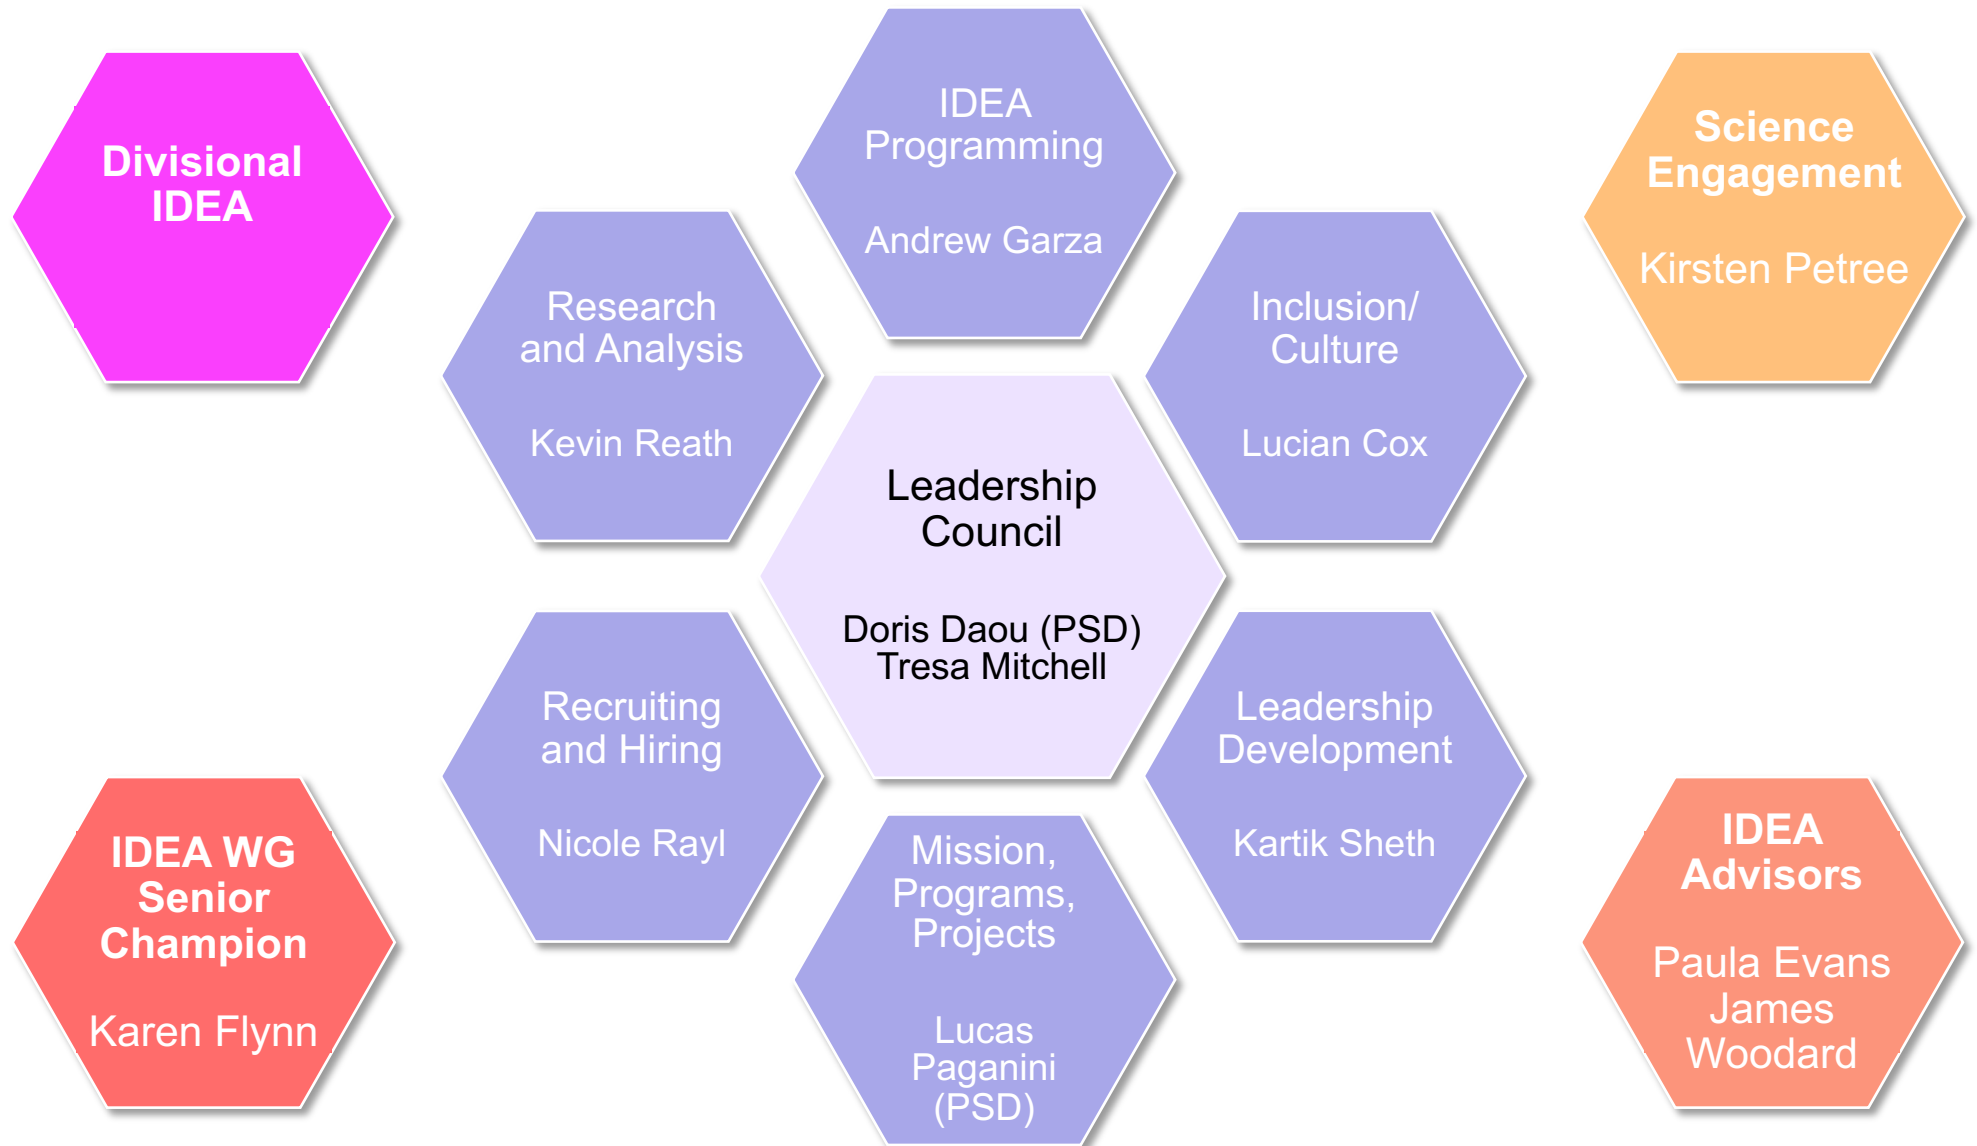 Divisional
IDEA
IDEA
Programming
Andrew Garza
Science
Engagement
Kirsten Petree
Research
and Analysis
Kevin Reath
Inclusion/
Culture
Lucian Cox
Leadership
Council
Doris Daou (PSD)
Tresa Mitchell
Recruiting
and Hiring
Nicole Rayl
Leadership
Development
Kartik Sheth
IDEA WG
Senior
Champion
Karen Flynn
Mission,
Programs,
Projects
Lucas
Paganini
(PSD)
IDEA
Advisors
Paula Evans
James
Woodard